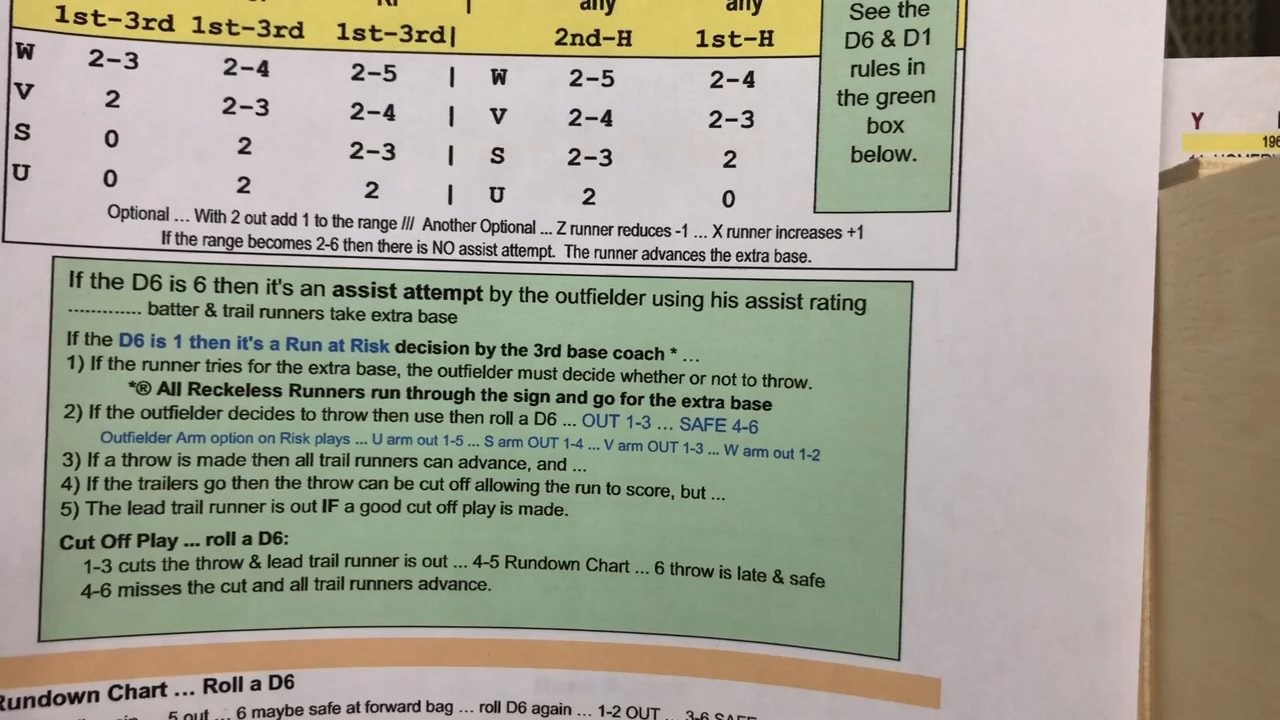 any any
1st-3rd 1st-3rd 1st-3rd| 2nd-H 1st-H
W 2-3 2-4 2-5 | W 2-5 2-4
V 2 2-3 2-4 | V 2-4 2-3
S 0 2 2-3 | S 2-3 2
U 0 2 2 | U 2 0
See the
D6 & D1
rules in
the green
box
below.
Optional ... With 2 out add 1 to the range /// Another Optional ... Z runner reduces -1 ... X runner increases +1
If the range becomes 2-6 then there is NO assist attempt. The runner advances the extra base.
If the D6 is 6 then it's an assist attempt by the outfielder using his assist rating
.............. batter & trail runners take extra base
If the D6 is 1 then it's a Run at Risk decision by the 3rd base coach * ...
1) If the runner tries for the extra base, the outfielder must decide whether or not to throw.
*® All Reckeless Runners run through the sign and go for the extra base
2) If the outfielder decides to throw then use then roll a D6 ... OUT 1-3 ... SAFE 4-6
Outfielder Arm option on Risk plays ... U arm out 1-5 ... S arm OUT 1-4 ... V arm OUT 1-3 ... W arm out 1-2
3) If a throw is made then all trail runners can advance, and ...
4) If the trailers go then the throw can be cut off allowing the run to score, but ...
5) The lead trail runner is out IF a good cut off play is made.
Cut Off Play ... roll a D6:
1-3 cuts the throw & lead trail runner is out ... 4-5 Rundown Chart ... 6 throw is late & safe
4-6 misses the cut and all trail runners advance.
Rundown Chart ... Roll a D6
5 out ... 6 maybe safe at forward bag ... roll D6 again ... 1-2 OUT ... 3-6 SAFE
Y
196